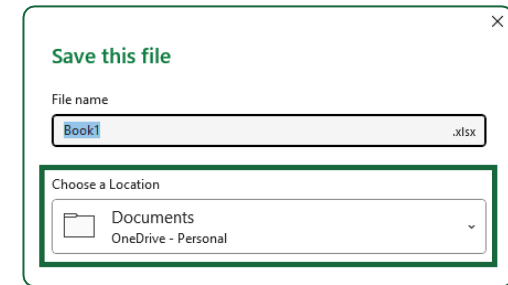 Save this file
File name
Book1 .xlsx
Choose a Location
Documents
OneDrive - Personal